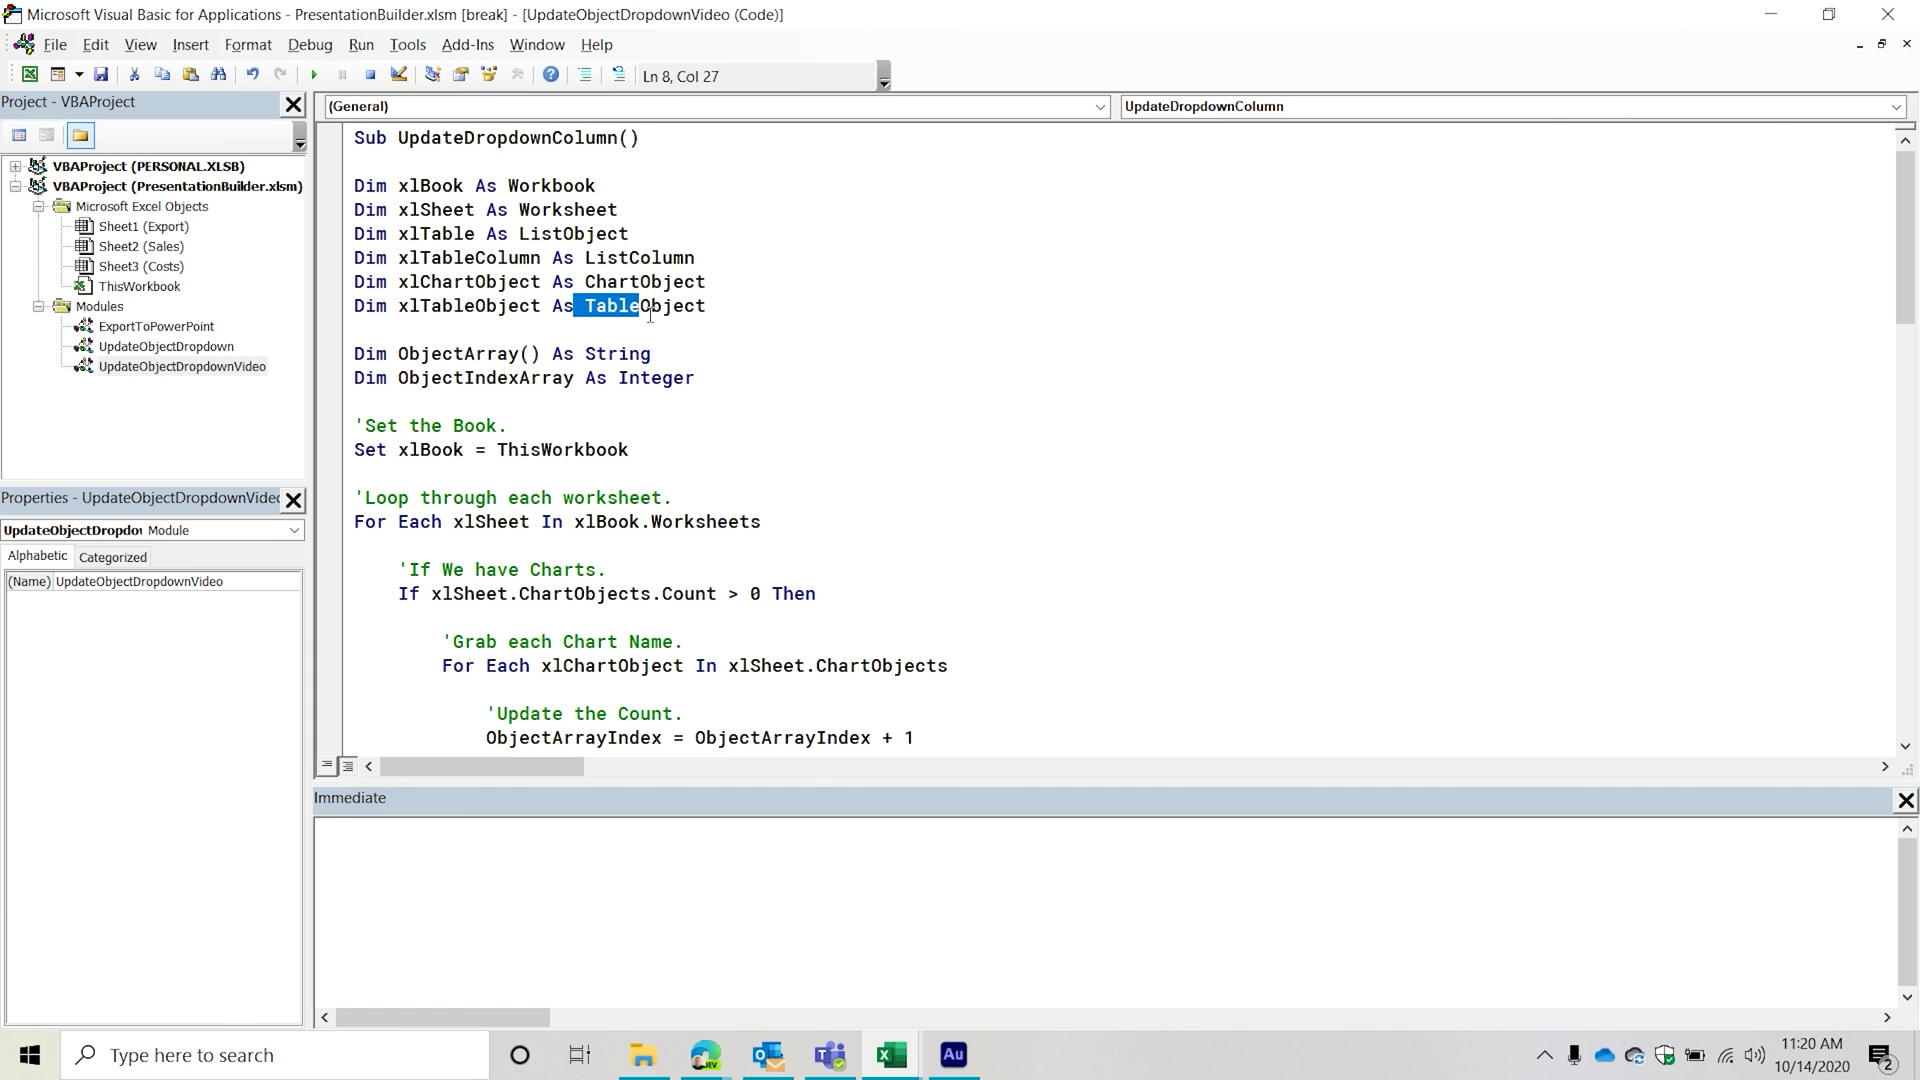 Microsoft Visual Basic for Applications - PresentationBuilder.xlsm [break] - [UpdateObjectDropdownVideo (Code)]
File Edit View Insert Format Debug Run Tools Add-Ins Window Help
Ln 8, Col 27
Project - VBAProject
(General)
UpdateDropdownColumn
VBAProject (PERSONAL.XLSB)
VBAProject (PresentationBuilder.xlsm)
Microsoft Excel Objects
Sheet1 (Export)
Sheet2 (Sales)
Sheet3 (Costs)
ThisWorkbook
Modules
ExportToPowerPoint
UpdateObjectDropdown
UpdateObjectDropdownVideo
Properties - UpdateObjectDropdownVideo
UpdateObjectDropdo Module
Alphabetic Categorized
(Name) UpdateObjectDropdownVideo
Sub UpdateDropdownColumn()
Dim xlBook As Workbook
Dim xlSheet As Worksheet
Dim xlTable As ListObject
Dim xlTableColumn As ListColumn
Dim xlChartObject As ChartObject
Dim xlTableObject As TableObject
Dim ObjectArray() As String
Dim ObjectIndexArray As Integer
'Set the Book.
Set xlBook = ThisWorkbook
'Loop through each worksheet.
For Each xlSheet In xlBook.Worksheets
'If We have Charts.
If xlSheet.ChartObjects.Count > 0 Then
'Grab each Chart Name.
For Each xlChartObject In xlSheet.ChartObjects
'Update the Count.
ObjectArrayIndex = ObjectArrayIndex + 1
Immediate
Type here to search
DEV
Au
11:20 AM
10/14/2020
2